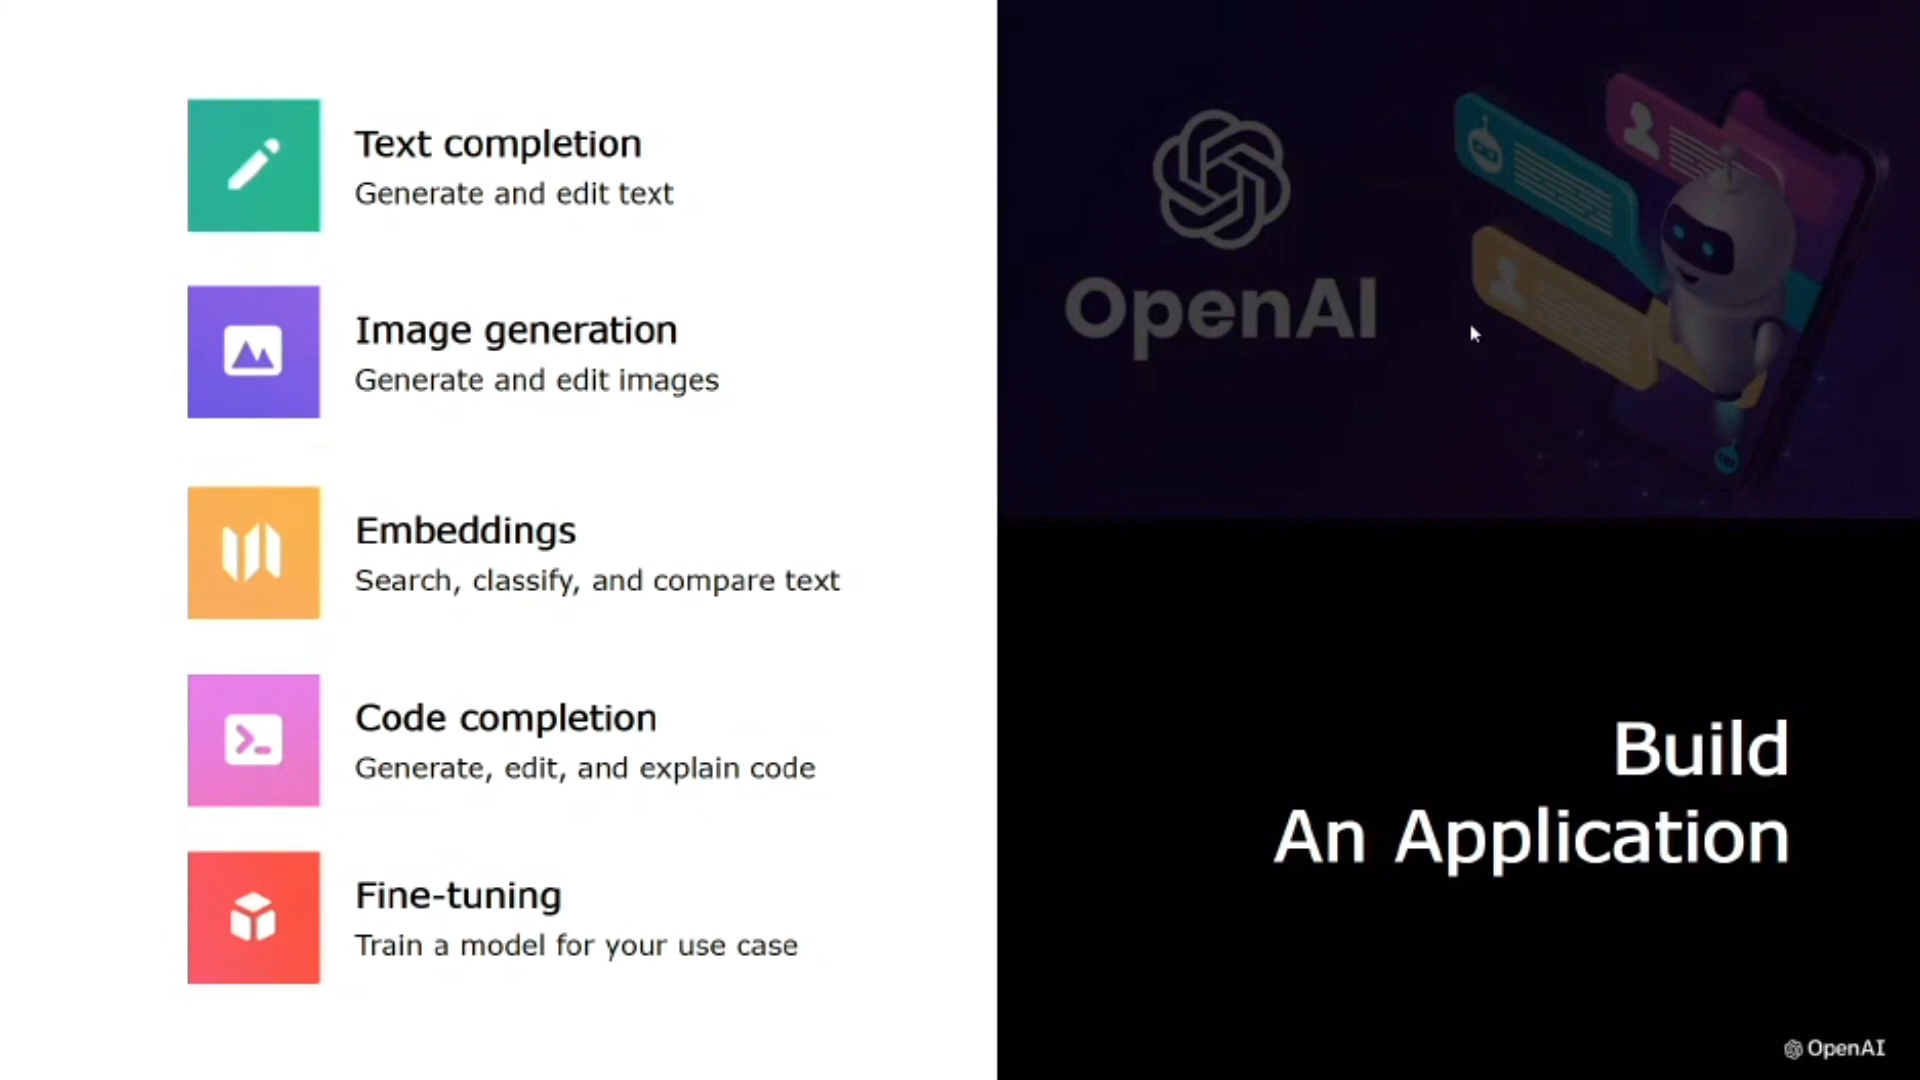 Text completion
Generate and edit text
Image generation
Generate and edit images
Embeddings
Search, classify, and compare text
Code completion
Generate, edit, and explain code
Fine-tuning
Train a model for your use case
OpenAI
Build
An Application
OpenAI